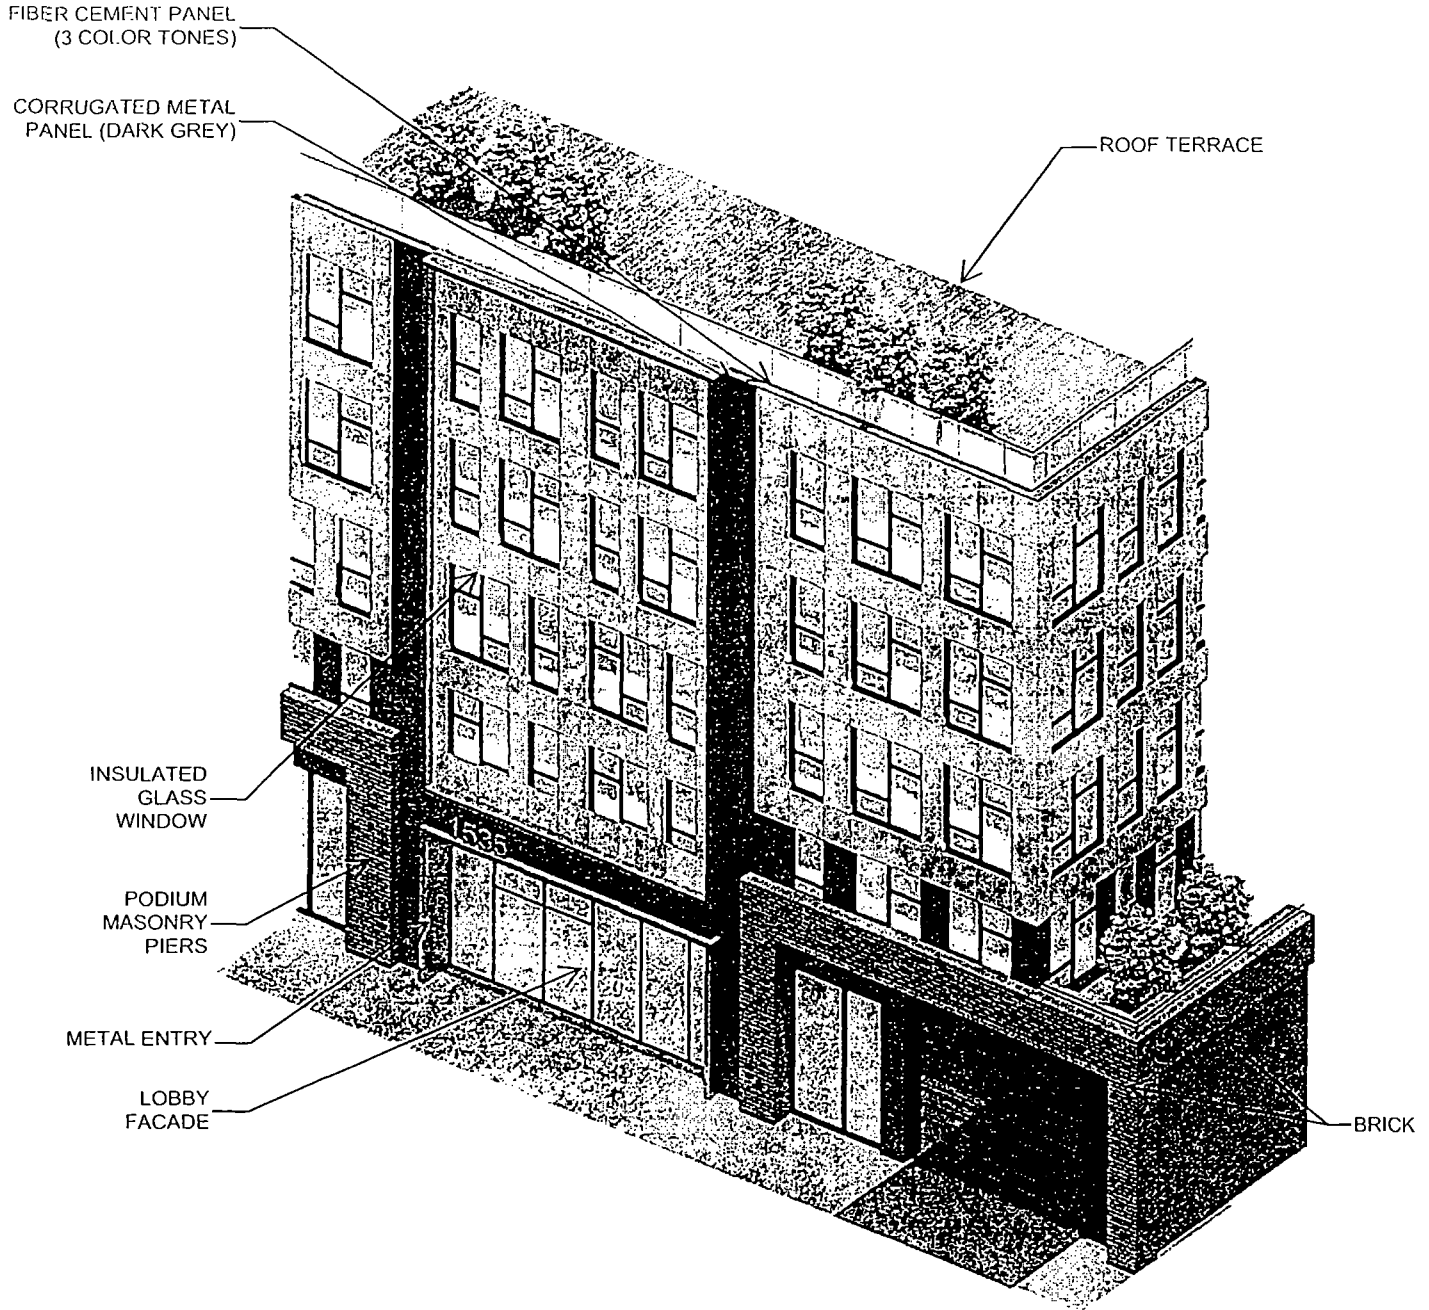 FIBER CEMENT PANEL
(3 COLOR TONES)
CORRUGATED METAL
PANEL (DARK GREY)
ROOF TERRACE
INSULATED
GLASS
WINDOW
1535
PODIUM
MASONRY
PIERS
METAL ENTRY
LOBBY
FACADE
BRICK